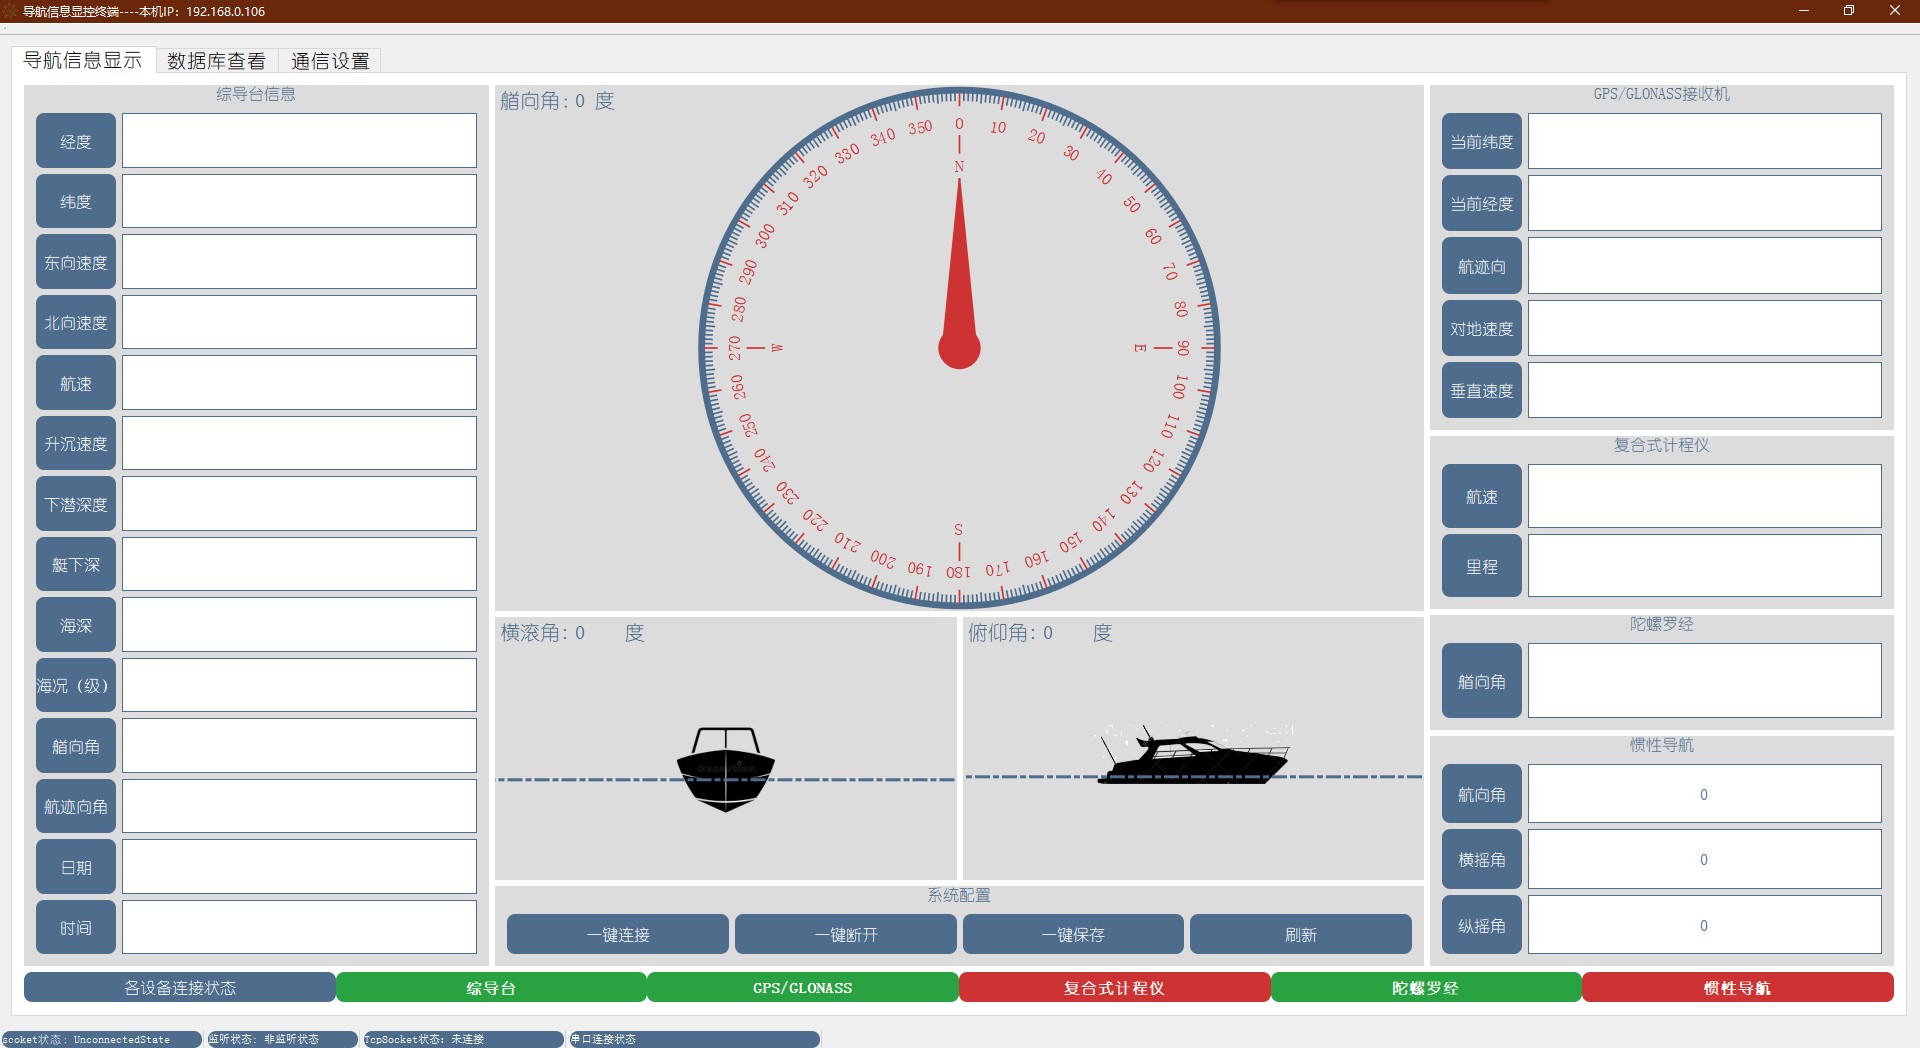 导航信息显控终端----本机IP: 192.168.0.106
导航信息显示 数据库查看 通信设置
综导台信息
经度
纬度
东向速度
北向速度
航速
升沉速度
下潜深度
艇下深
海深
海况（级）
艏向角
航迹向角
日期
时间
艏向角: 0 度
0
10
20
30
40
50
60
70
80
90
100
110
120
130
140
150
160
170
180
190
200
210
220
230
240
250
260
270
280
290
300
310
320
330
340
350
N
E
S
W
横滚角: 0 度
dreamstime
俯仰角: 0 度
系统配置
一键连接 一键断开 一键保存 刷新
GPS/GLONASS接收机
当前纬度
当前经度
航迹向
对地速度
垂直速度
复合式计程仪
航速
里程
陀螺罗经
艏向角
惯性导航
航向角 0
横摇角 0
纵摇角 0
各设备连接状态 综导台 GPS/GLONASS 复合式计程仪 陀螺罗经 惯性导航
scoket状态: UnconnectedState 监听状态: 非监听状态 TcpSocket状态: 未连接 串口连接状态